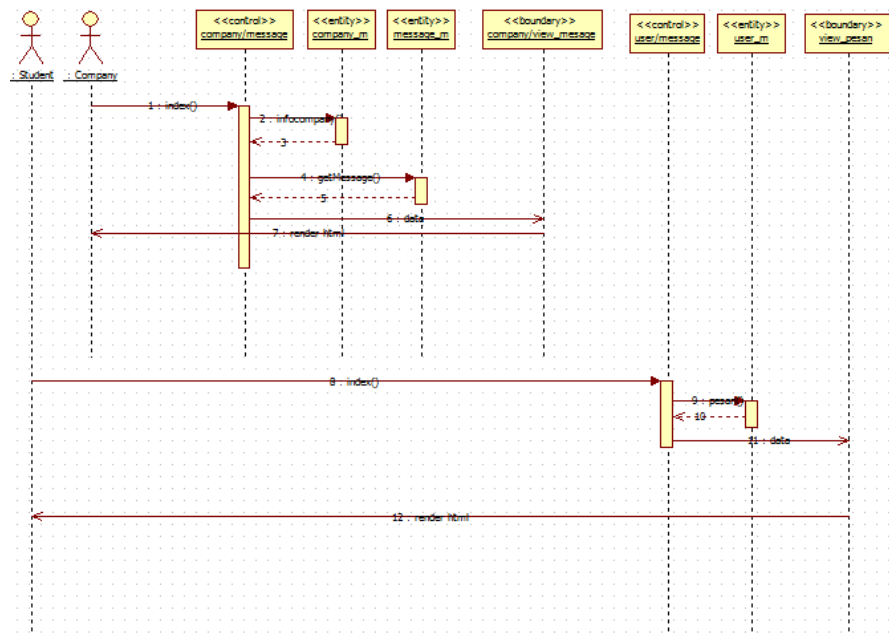 <<control>>
company/message
<<entity>>
company_m
<<entity>>
message_m
<<boundary>>
company/view_mesage
<<control>>
user/message
<<entity>>
user_m
<<boundary>>
view_pesan
: Student
: Company
1 : index()
2 : infocompany()
3
4 : getMessage()
5
6 : data
7 : render html
8 : index()
9 : pesan()
10
11 : data
12 : render html